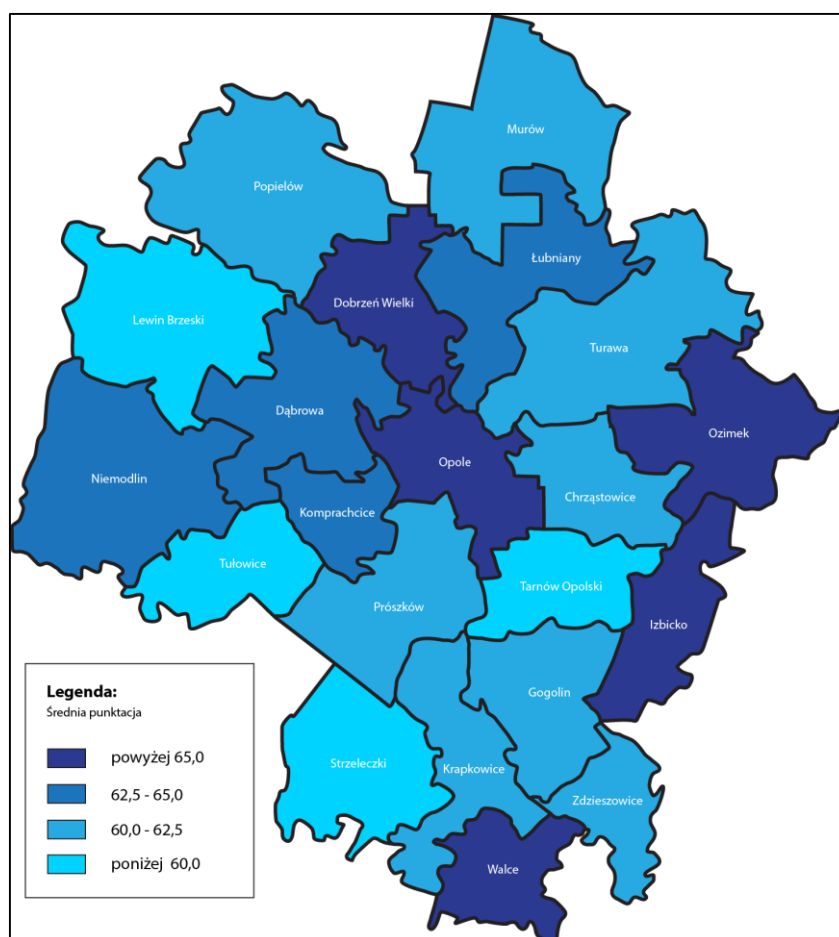 Murów
Popielów
Łubniany
Dobrzeń Wielki
Lewin Brzeski
Turawa
Dąbrowa
Ozimek
Opole
Niemodlin
Chrząstowice
Komprachcice
Tułowice
Tarnów Opolski
Prószków
Izbicko
Gogolin
Strzeleczki
Krapkowice
Zdzieszowice
Walce
Legenda:
Średnia punktacja
powyżej 65,0
62,5 - 65,0
60,0 - 62,5
poniżej 60,0